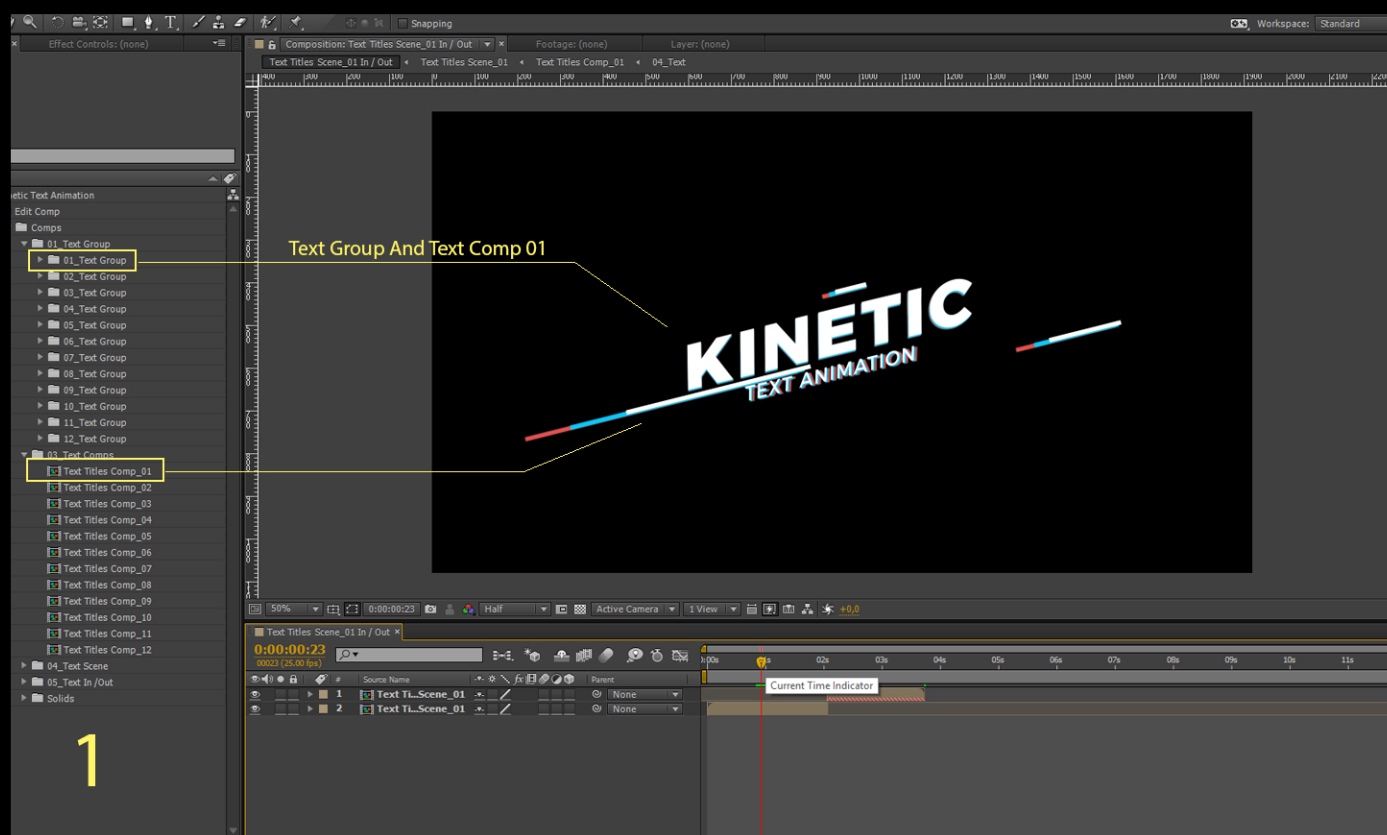 Snapping
Workspace: Standard
Effect Controls: (none)
Composition: Text Titles Scene_01 In / Out
Footage: (none)
Layer: (none)
Text Titles Scene_01 In / Out
Text Titles Scene_01
Text Titles Comp_01
04_Text
etic Text Animation
Edit Comp
Comps
01_Text Group
01_Text Group
02_Text Group
03_Text Group
04_Text Group
05_Text Group
06_Text Group
07_Text Group
08_Text Group
09_Text Group
10_Text Group
11_Text Group
12_Text Group
03_Text Comps
Text Titles Comp_01
Text Titles Comp_02
Text Titles Comp_03
Text Titles Comp_04
Text Titles Comp_05
Text Titles Comp_06
Text Titles Comp_07
Text Titles Comp_08
Text Titles Comp_09
Text Titles Comp_10
Text Titles Comp_11
Text Titles Comp_12
04_Text Scene
05_Text In /Out
Solids
1
Text Group And Text Comp 01
KINETIC
TEXT ANIMATION
50% 0:00:00:23 Half Active Camera 1 View +0,0
Text Titles Scene_01 In / Out
0:00:00:23
00023 (25.00 fps)
02s 03s 04s 05s 06s 07s 08s 09s 10s 11s
# Source Name Parent
Current Time Indicator
1 Text Ti...Scene_01 None
2 Text Ti...Scene_01 None